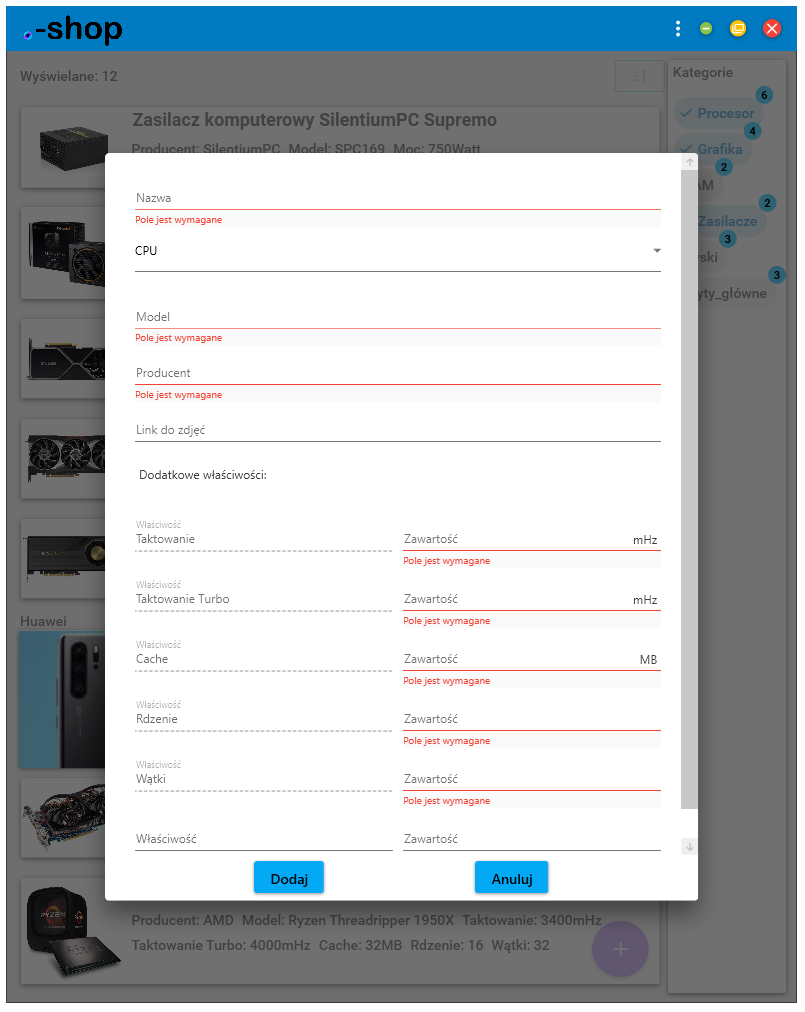 -shop
Wyświelane: 12
Kategorie
6
Procesor
4
Grafika
2
AM
2
Zasilacze
3
ski
3
yty_główne
Zasilacz komputerowy SilentiumPC Supremo
Producent: SilentiumPC Model: SPC169 Moc: 750Watt
Nazwa
Pole jest wymagane
CPU
Model
Pole jest wymagane
Producent
Pole jest wymagane
Link do zdjęć
Dodatkowe właściwości:
Właściwość
Taktowanie
Zawartość mHz
Pole jest wymagane
Właściwość
Taktowanie Turbo
Zawartość mHz
Pole jest wymagane
Huawei
Właściwość
Cache
Zawartość MB
Pole jest wymagane
Właściwość
Rdzenie
Zawartość
Pole jest wymagane
Właściwość
Wątki
Zawartość
Pole jest wymagane
Właściwość
Zawartość
Dodaj
Anuluj
RYZEN
Producent: AMD Model: Ryzen Threadripper 1950X Taktowanie: 3400mHz
Taktowanie Turbo: 4000mHz Cache: 32MB Rdzenie: 16 Wątki: 32
+